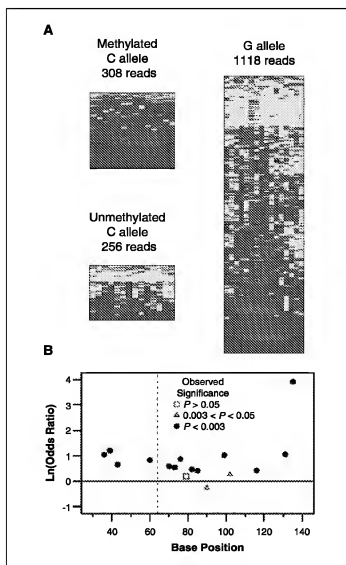 A
Methylated
C allele
308 reads
G allele
1118 reads
Unmethylated
C allele
256 reads
B
Observed
Significance
P > 0.05
0.003 < P < 0.05
P < 0.003
Ln(Odds Ratio)
4
3
2
1
0
-1
40 60 80 100 120 140
Base Position